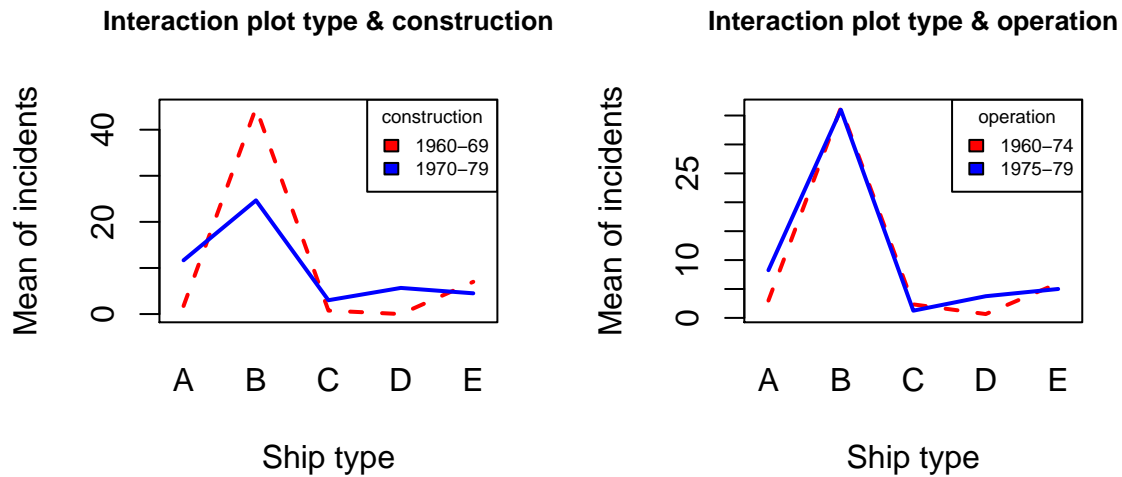 Interaction plot type & construction
Mean of incidents
40
20
0
construction
1960−69
1970−79
A B C D E
Ship type
Interaction plot type & operation
Mean of incidents
25
10
0
operation
1960−74
1975−79
A B C D E
Ship type